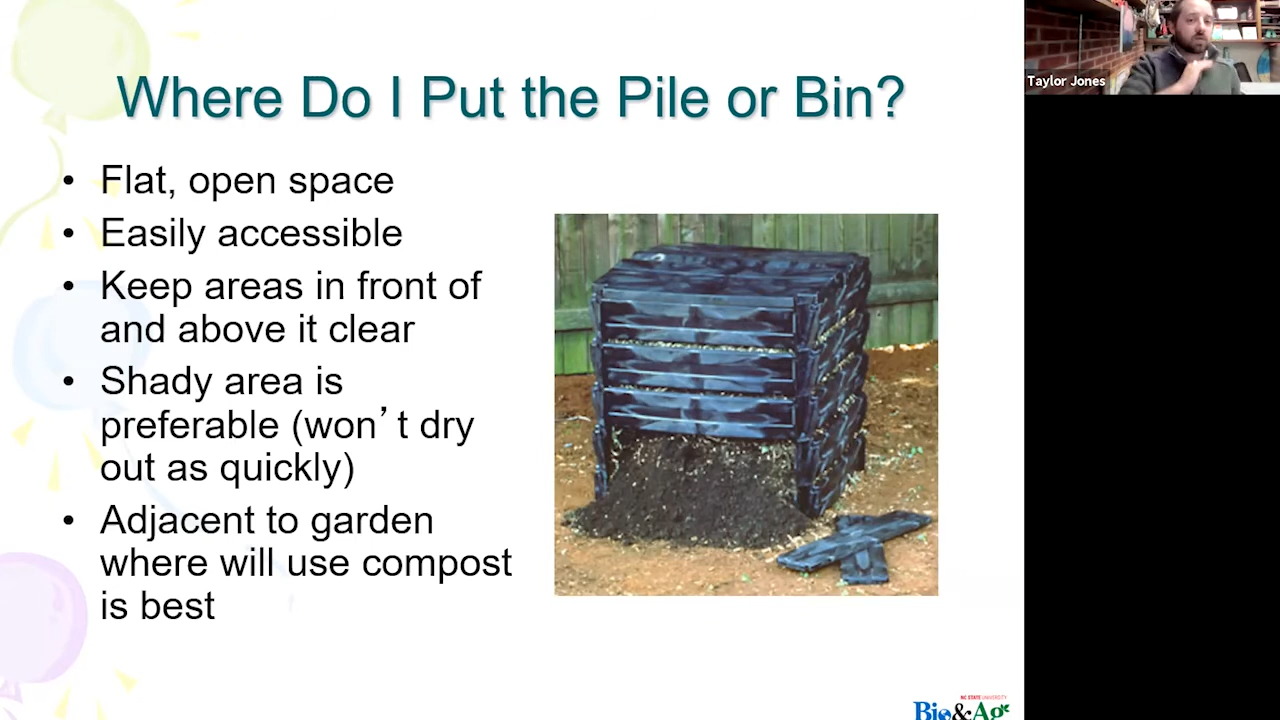 Where Do I Put the Pile or Bin?
• Flat, open space
• Easily accessible
• Keep areas in front of
and above it clear
• Shady area is
preferable (won’t dry
out as quickly)
• Adjacent to garden
where will use compost
is best
Taylor Jones
NC STATE UNIVERSITY
Bio&Ag